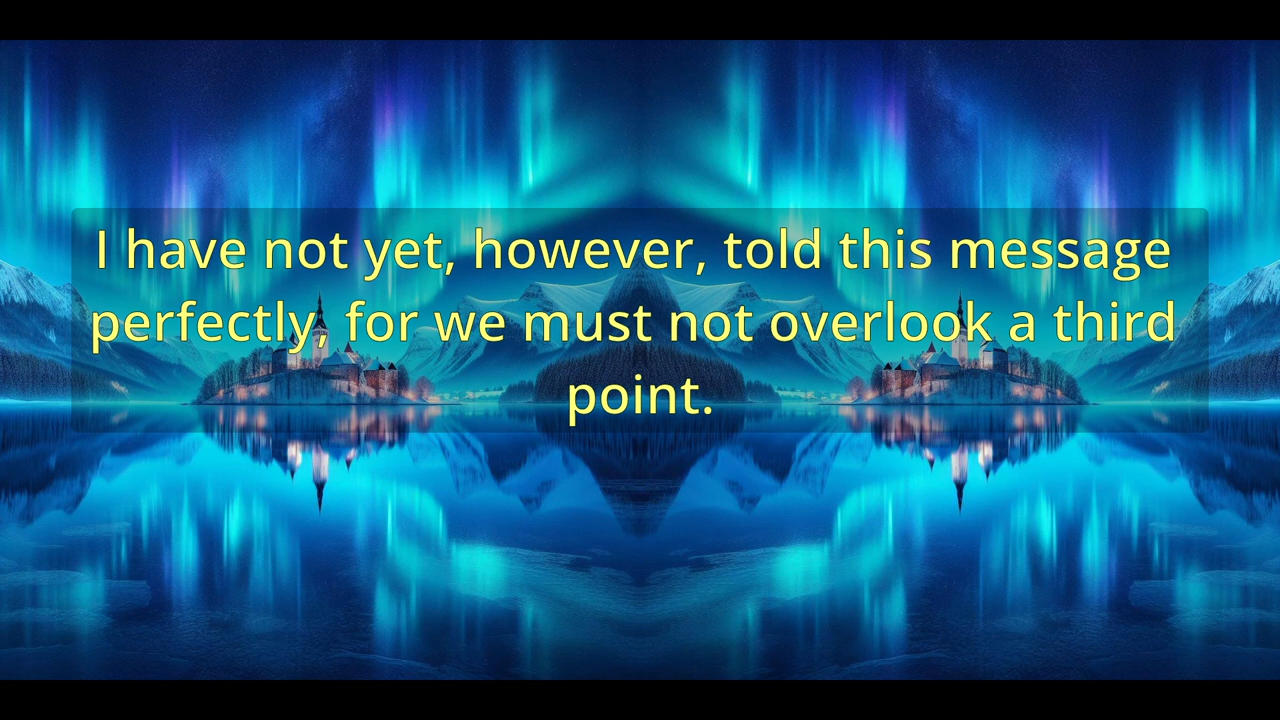 I have not yet, however, told this message
perfectly, for we must not overlook a third
point.